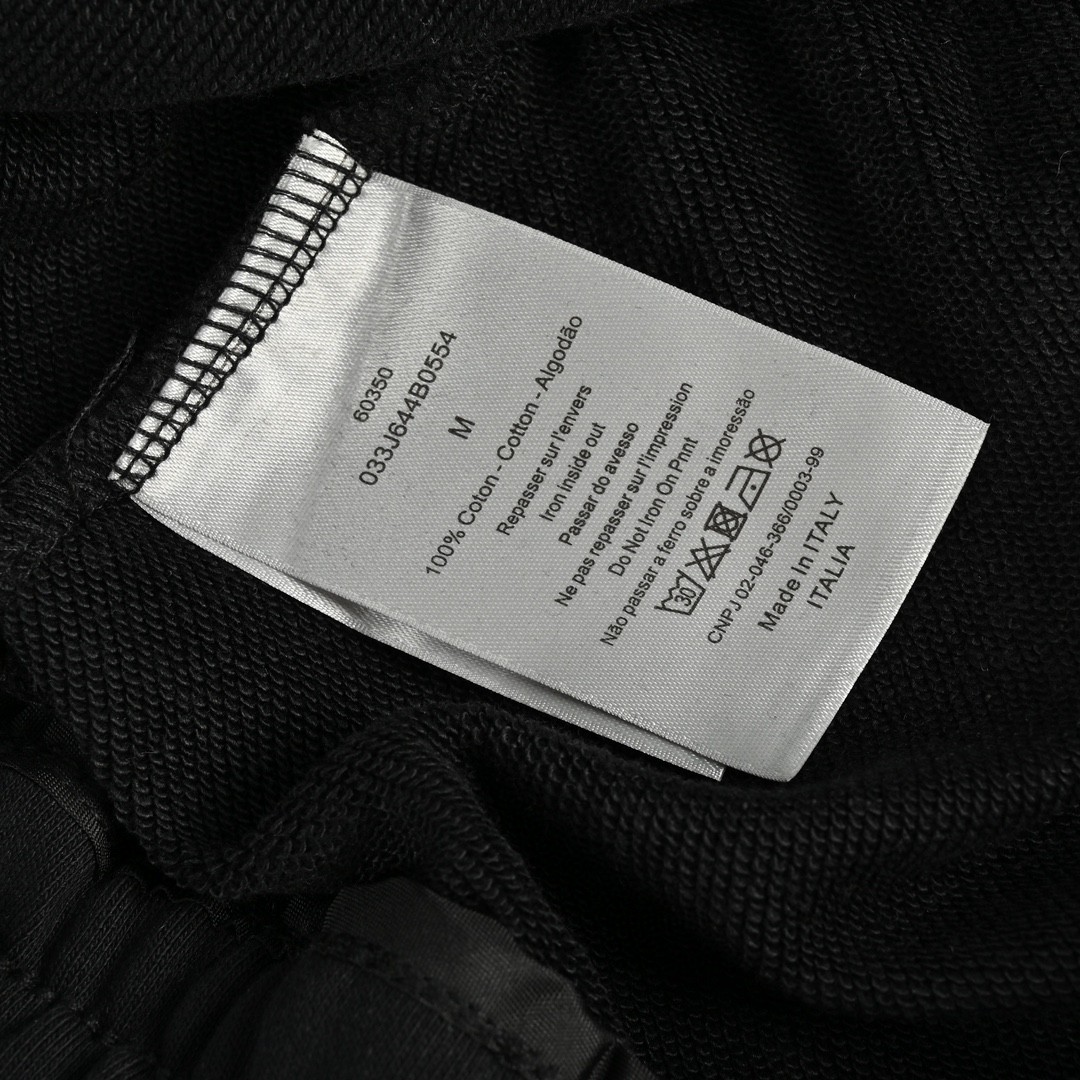 60350
033J644B0554
M
100% Coton - Cotton - Algodão
Repasser sur l'envers
Iron inside out
Passar do avesso
Ne pas repasser sur l'impression
Do Not Iron On Pnnt
Não passar a ferro sobre a imoressão
30
CNPJ 02-046-366/0003-99
Made In ITALY
ITALIA